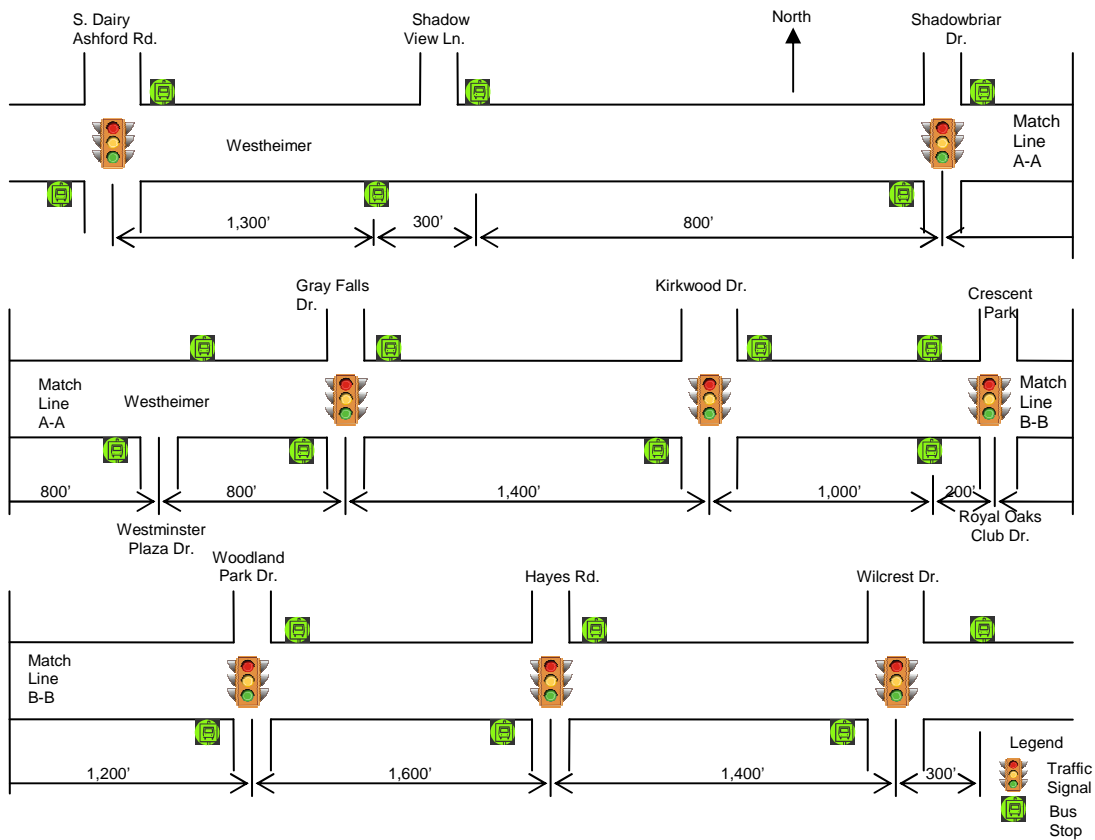 S. Dairy
Ashford Rd.
Shadow
View Ln.
North
Shadowbriar
Dr.
Westheimer
Match
Line
A-A
1,300’
300’
800’
Gray Falls
Dr.
Kirkwood Dr.
Crescent
Park
Match
Line
A-A
Westheimer
Match
Line
B-B
800’
800’
1,400’
1,000’
200’
Westminster
Plaza Dr.
Royal Oaks
Club Dr.
Woodland
Park Dr.
Hayes Rd.
Wilcrest Dr.
Match
Line
B-B
1,200’
1,600’
1,400’
300’
Legend
Traffic
Signal
Bus
Stop